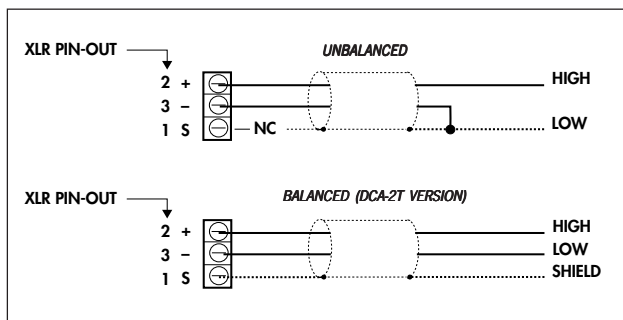 UNBALANCED
XLR PIN-OUT
2 + HIGH
3 –
1 S NC LOW
BALANCED (DCA-2T VERSION)
XLR PIN-OUT
2 + HIGH
3 – LOW
1 S SHIELD